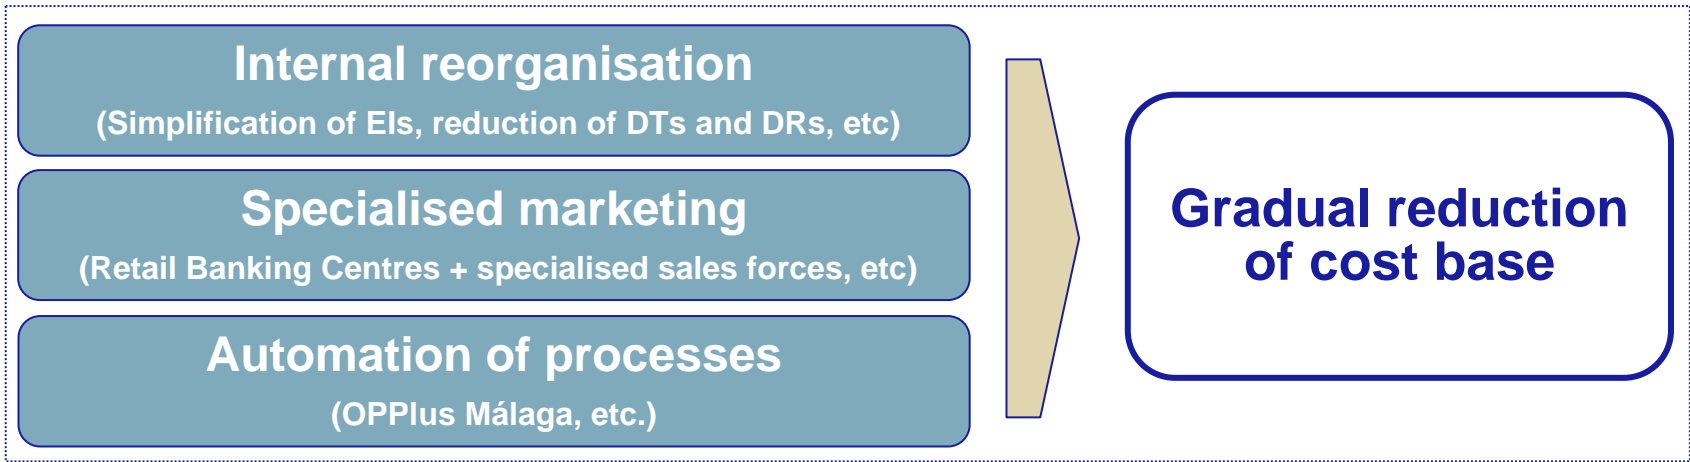 Internal reorganisation
(Simplification of EIs, reduction of DTs and DRs, etc)
Specialised marketing
(Retail Banking Centres + specialised sales forces, etc)
Automation of processes
(OPPlus Málaga, etc.)
Gradual reduction
of cost base